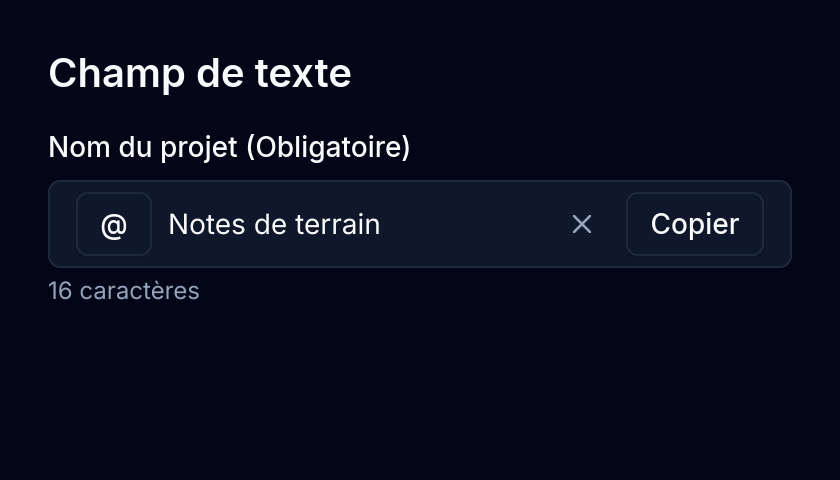 Champ de texte
Nom du projet (Obligatoire)
@ Notes de terrain Copier
16 caractères